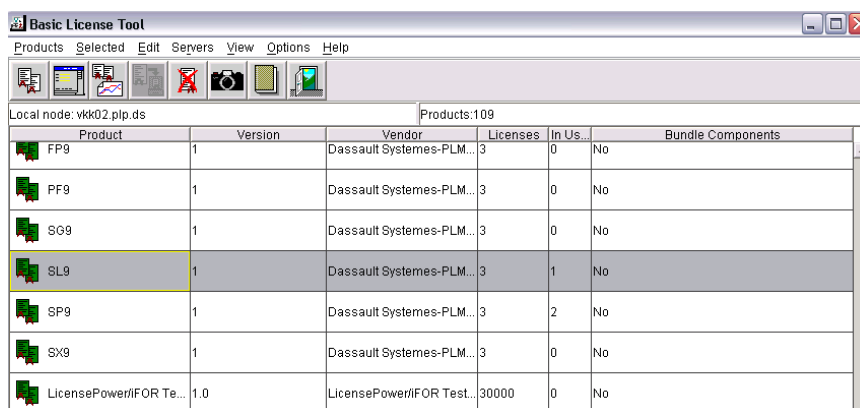 Basic License Tool
Products Selected Edit Servers View Options Help
Local node: vkk02.plp.ds Products:109
Product Version Vendor Licenses In Us... Bundle Components
FP9 1 Dassault Systemes-PLM... 3 0 No
PF9 1 Dassault Systemes-PLM... 3 0 No
SG9 1 Dassault Systemes-PLM... 3 0 No
SL9 1 Dassault Systemes-PLM... 3 1 No
SP9 1 Dassault Systemes-PLM... 3 2 No
SX9 1 Dassault Systemes-PLM... 3 0 No
LicensePower/iFOR Te... 1.0 LicensePower/iFOR Test... 30000 0 No